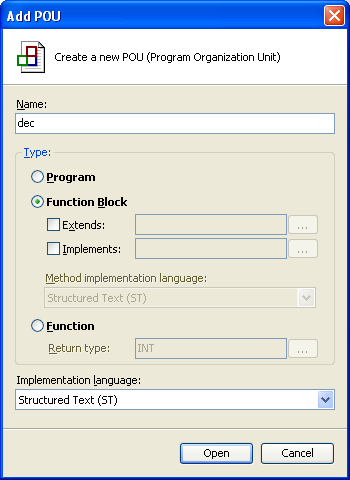 Add POU
Create a new POU (Program Organization Unit)
Name:
dec
Type:
Program
Function Block
Extends:
...
Implements:
...
Method implementation language:
Structured Text (ST)
Function
Return type:
INT
...
Implementation language:
Structured Text (ST)
Open
Cancel